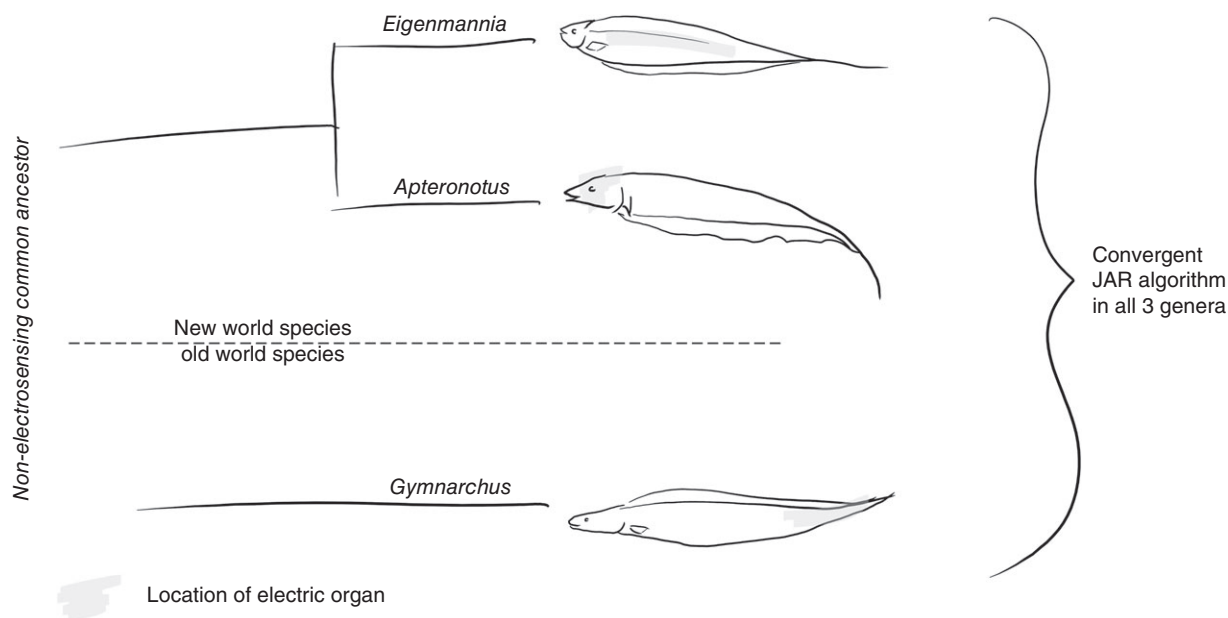 Eigenmannia
Apteronotus
New world species
old world species
Gymnarchus
Non-electrosensing common ancestor
Convergent
JAR algorithm
in all 3 genera
Location of electric organ